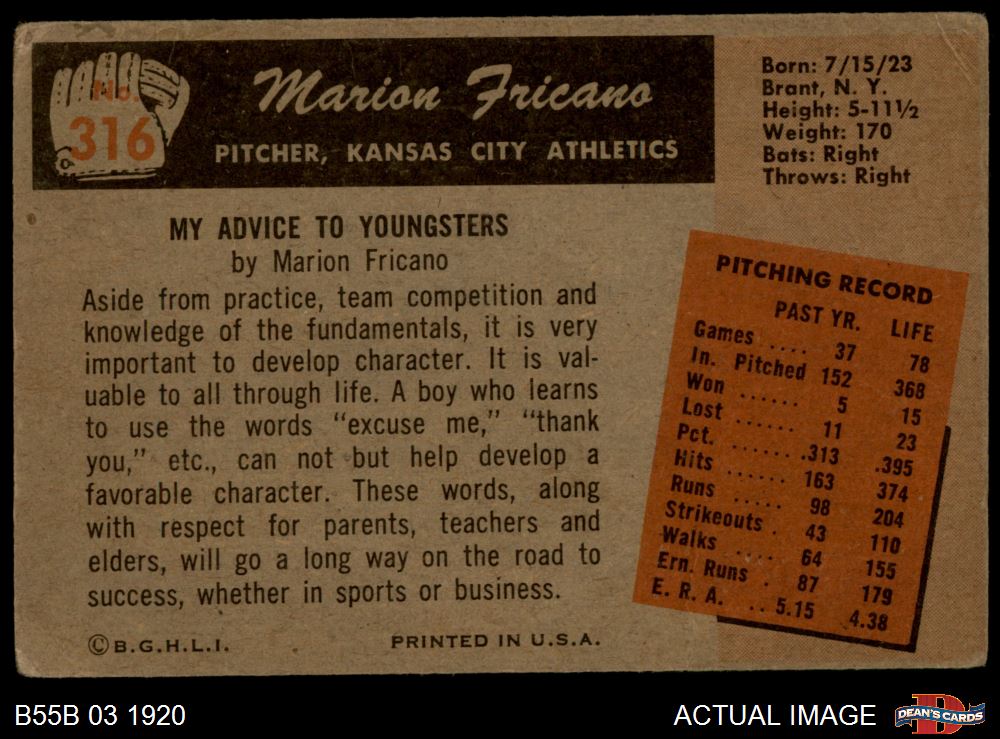 No.
316
Marion Fricano
PITCHER, KANSAS CITY ATHLETICS
Born: 7/15/23
Brant, N. Y.
Height: 5-11½
Weight: 170
Bats: Right
Throws: Right
MY ADVICE TO YOUNGSTERS
by Marion Fricano
Aside from practice, team competition and
knowledge of the fundamentals, it is very
important to develop character. It is val-
uable to all through life. A boy who learns
to use the words "excuse me," "thank
you," etc., can not but help develop a
favorable character. These words, along
with respect for parents, teachers and
elders, will go a long way on the road to
success, whether in sports or business.
PITCHING RECORD
PAST YR. LIFE
Games .... 37 78
In. Pitched 152 368
Won ...... 5 15
Lost ...... 11 23
Pct. ....... .313 .395
Hits ...... 163 374
Runs ..... 98 204
Strikeouts . 43 110
Walks .... 64 155
Ern. Runs . 87 179
E. R. A. .. 5.15 4.38
©B.G.H.L.I.
PRINTED IN U.S.A.
B55B 03 1920
ACTUAL IMAGE
D
DEAN'S CARDS